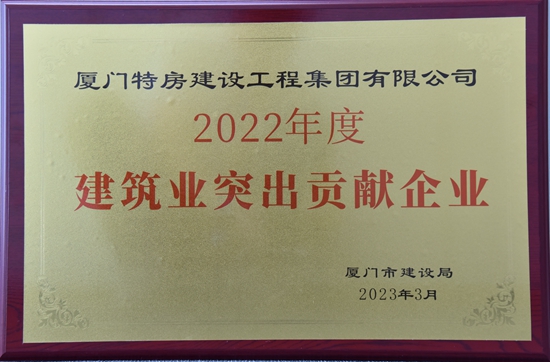 厦门特房建设工程集团有限公司
2022年度
建筑业突出贡献企业
厦门市建设局
2023年3月